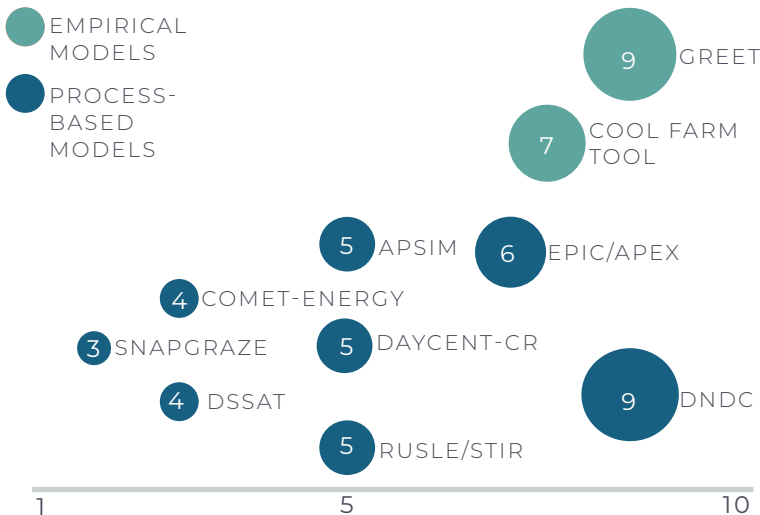 EMPIRICAL
MODELS
PROCESS-
BASED
MODELS
9 GREET
7 COOL FARM
TOOL
5 APSIM
6 EPIC/APEX
4 COMET-ENERGY
3 SNAPGRAZE
5 DAYCENT-CR
4 DSSAT
9 DNDC
5 RUSLE/STIR
1 5 10